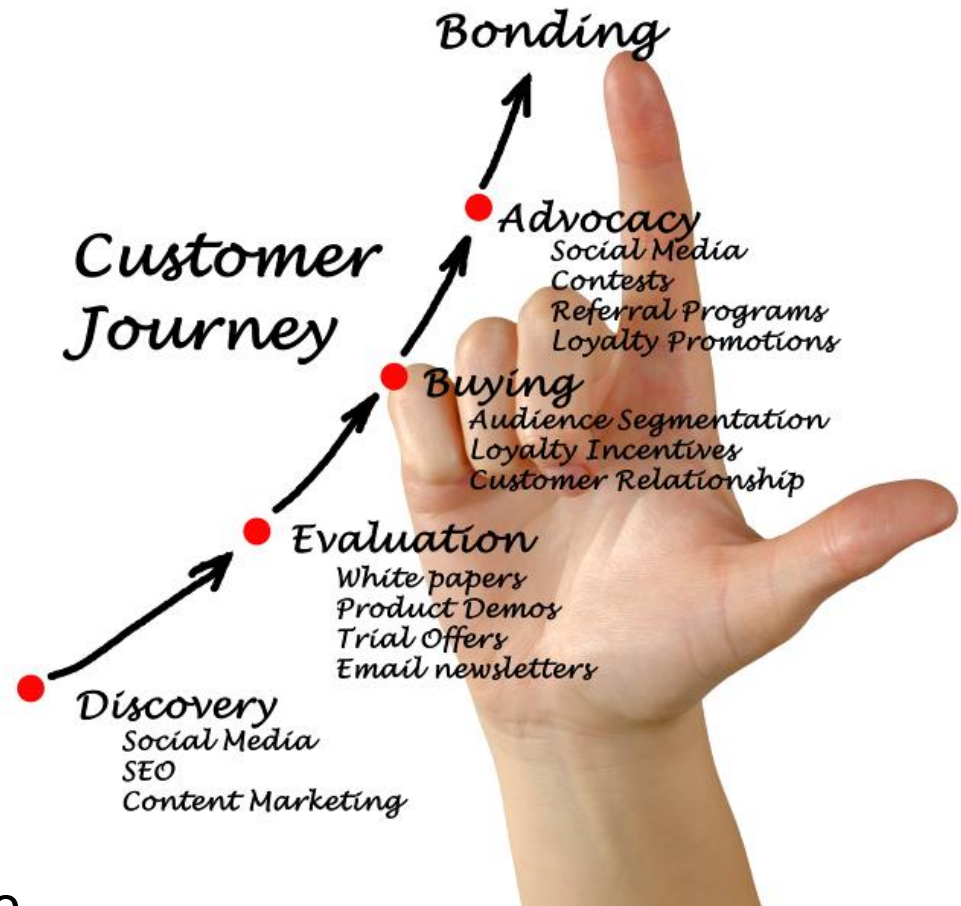 Bonding
Customer
Journey
Advocacy
Social Media
Contests
Referral Programs
Loyalty Promotions
Buying
Audience Segmentation
Loyalty Incentives
Customer Relationship
Evaluation
White papers
Product Demos
Trial Offers
Email newsletters
Discovery
Social Media
SEO
Content Marketing